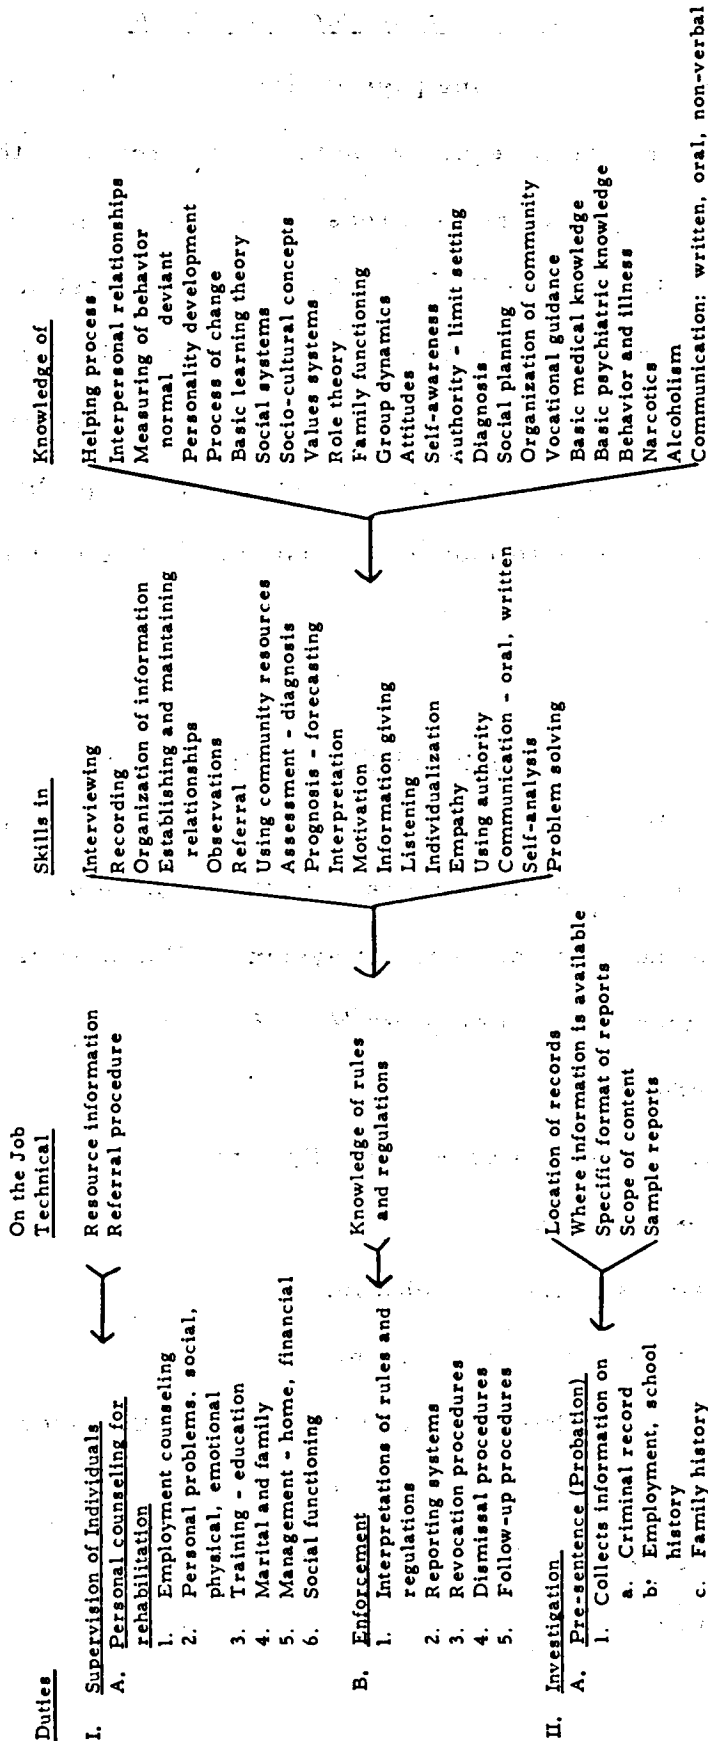 Duties
I. Supervision of Individuals
A. Personal counseling for
rehabilitation
1. Employment counseling
2. Personal problems. social,
physical, emotional
3. Training - education
4. Marital and family
5. Management - home, financial
6. Social functioning
B. Enforcement
1. Interpretations of rules and
regulations
2. Reporting systems
3. Revocation procedures
4. Dismissal procedures
5. Follow-up procedures
II. Investigation
A. Pre-sentence (Probation)
1. Collects information on
a. Criminal record
b. Employment, school
history
c. Family history
On the Job
Technical
Resource information
Referral procedure
Knowledge of rules
and regulations
Location of records
Where information is available
Specific format of reports
Scope of content
Sample reports
Skills in
Interviewing
Recording
Organization of information
Establishing and maintaining
relationships
Observations
Referral
Using community resources
Assessment - diagnosis
Prognosis - forecasting
Interpretation
Motivation
Information giving
Listening
Individualization
Empathy
Using authority
Communication - oral, written
Self-analysis
Problem solving
Knowledge of
Helping process
Interpersonal relationships
Measuring of behavior
normal deviant
Personality development
Process of change
Basic learning theory
Social systems
Socio-cultural concepts
Values systems
Role theory
Family functioning
Group dynamics
Attitudes
Self-awareness
Authority - limit setting
Diagnosis
Social planning
Organization of community
Vocational guidance
Basic medical knowledge
Basic psychiatric knowledge
Behavior and illness
Narcotics
Alcoholism
Communication: written, oral, non-verbal